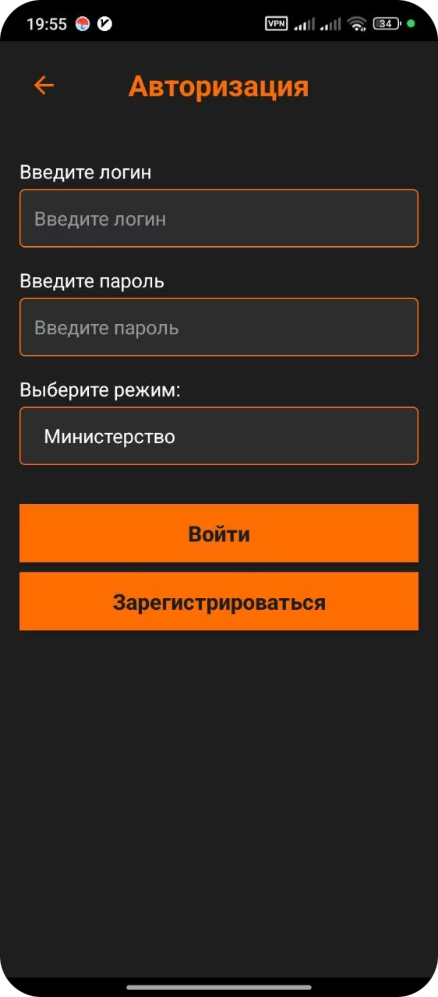 19:55
VPN
34
Авторизация
Введите логин
Введите логин
Введите пароль
Введите пароль
Выберите режим:
Министерство
Войти
Зарегистрироваться